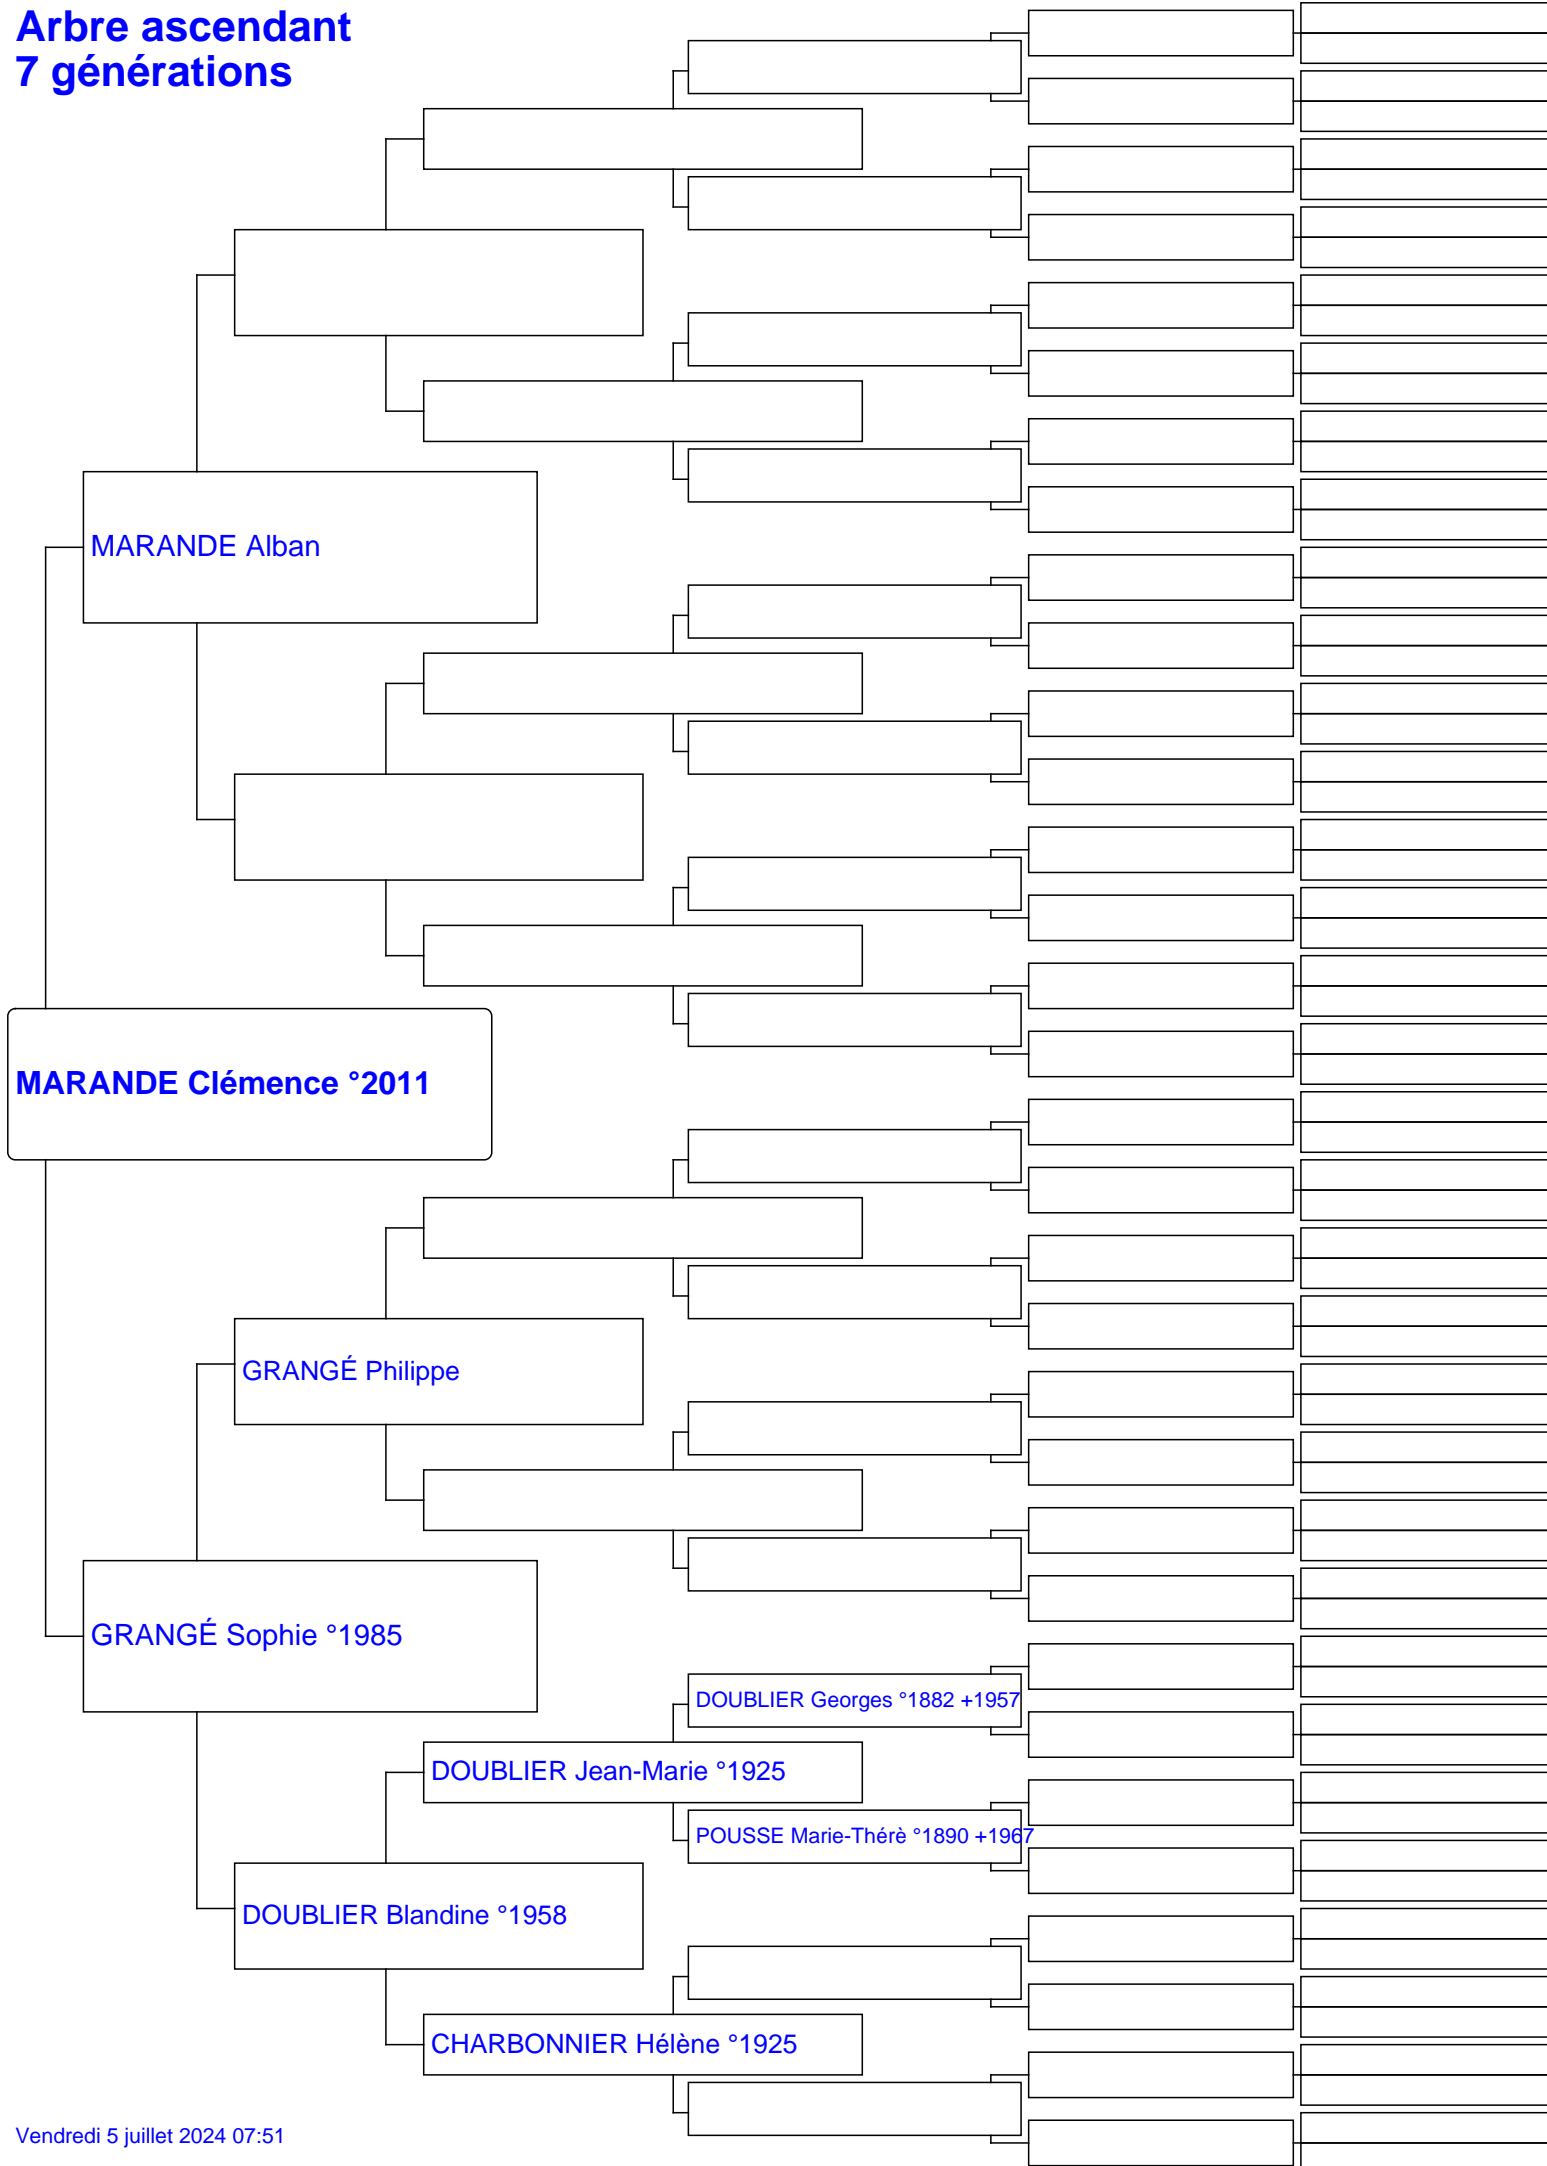 Arbre ascendant
7 générations
MARANDE Alban
MARANDE Clémence °2011
GRANGÉ Philippe
GRANGÉ Sophie °1985
DOUBLIER Georges °1882 +1957
DOUBLIER Jean-Marie °1925
POUSSE Marie-Thérè °1890 +1967
DOUBLIER Blandine °1958
CHARBONNIER Hélène °1925
Vendredi 5 juillet 2024 07:51